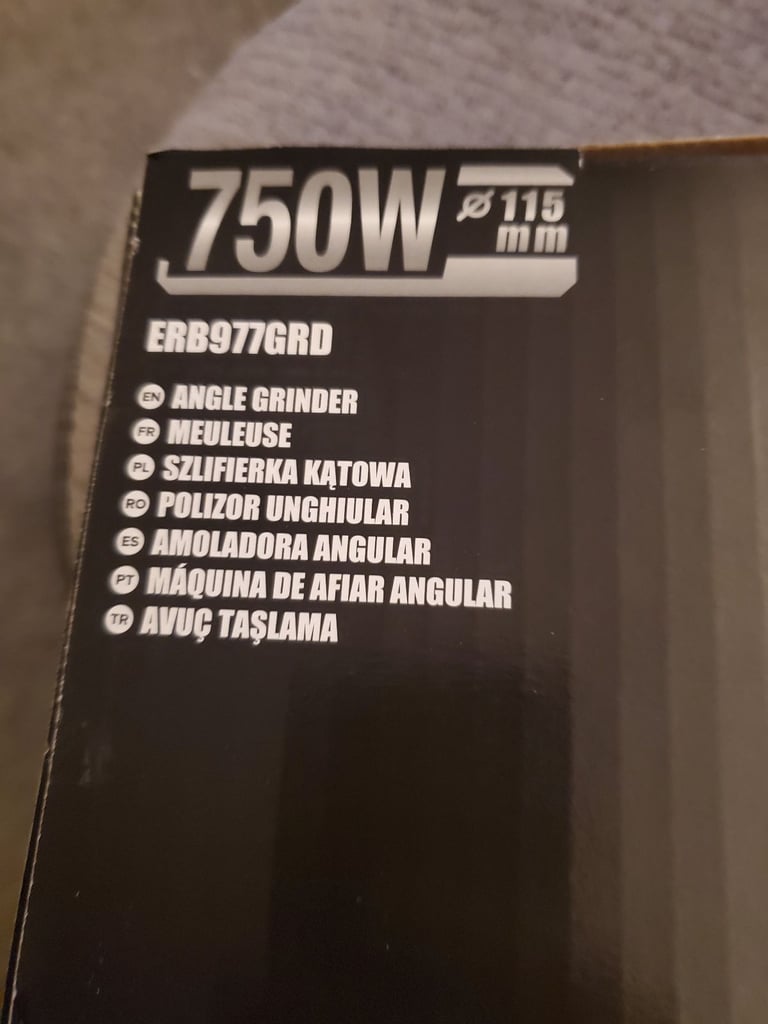 750W ⌀ 115
mm
ERB977GRD
EN ANGLE GRINDER
FR MEULEUSE
PL SZLIFIERKA KĄTOWA
RO POLIZOR UNGHIULAR
ES AMOLADORA ANGULAR
PT MÁQUINA DE AFIAR ANGULAR
TR AVUÇ TAŞLAMA